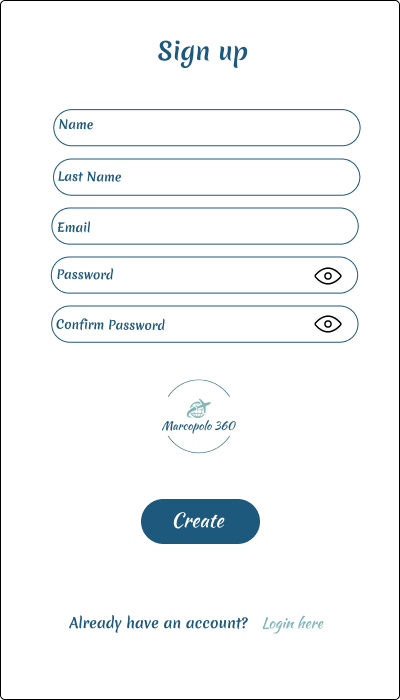 Sign up
Name
Last Name
Email
Password
Confirm Password
Marcopolo 360
Create
Already have an account? Login here